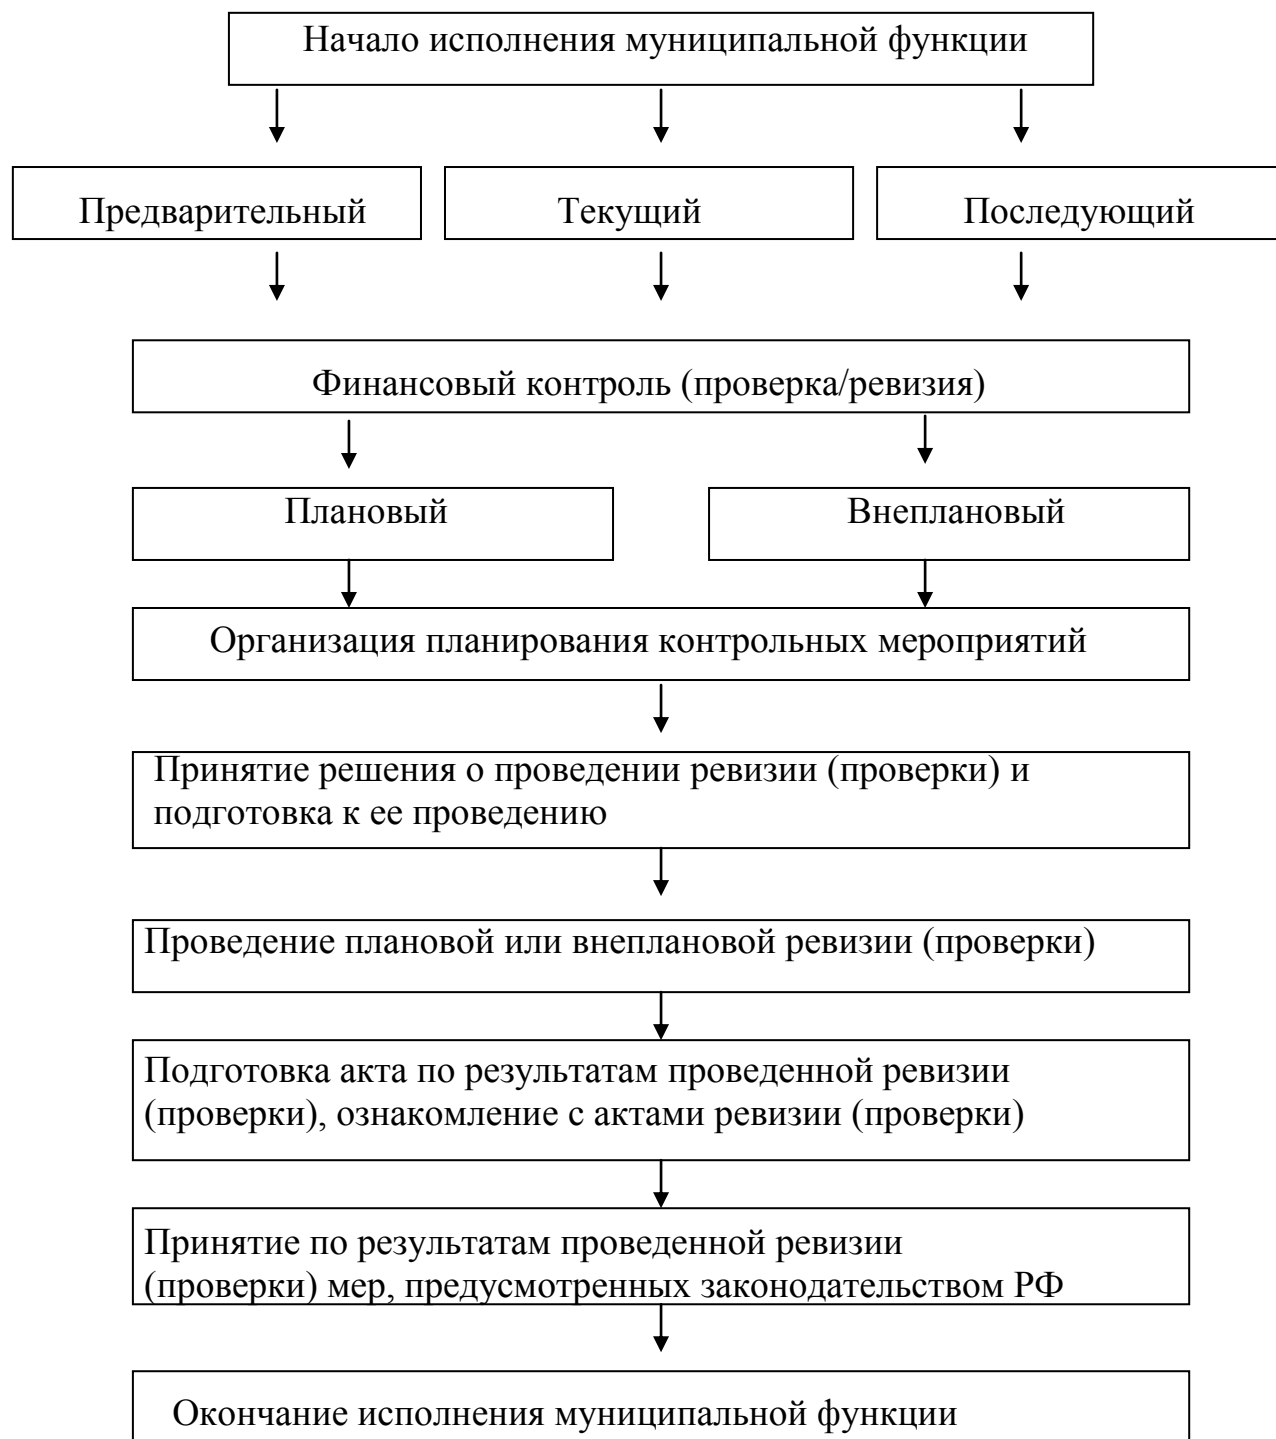 Начало исполнения муниципальной функции
Предварительный
Текущий
Последующий
Финансовый контроль (проверка/ревизия)
Плановый
Внеплановый
Организация планирования контрольных мероприятий
Принятие решения о проведении ревизии (проверки) и
подготовка к ее проведению
Проведение плановой или внеплановой ревизии (проверки)
Подготовка акта по результатам проведенной ревизии
(проверки), ознакомление с актами ревизии (проверки)
Принятие по результатам проведенной ревизии
(проверки) мер, предусмотренных законодательством РФ
Окончание исполнения муниципальной функции